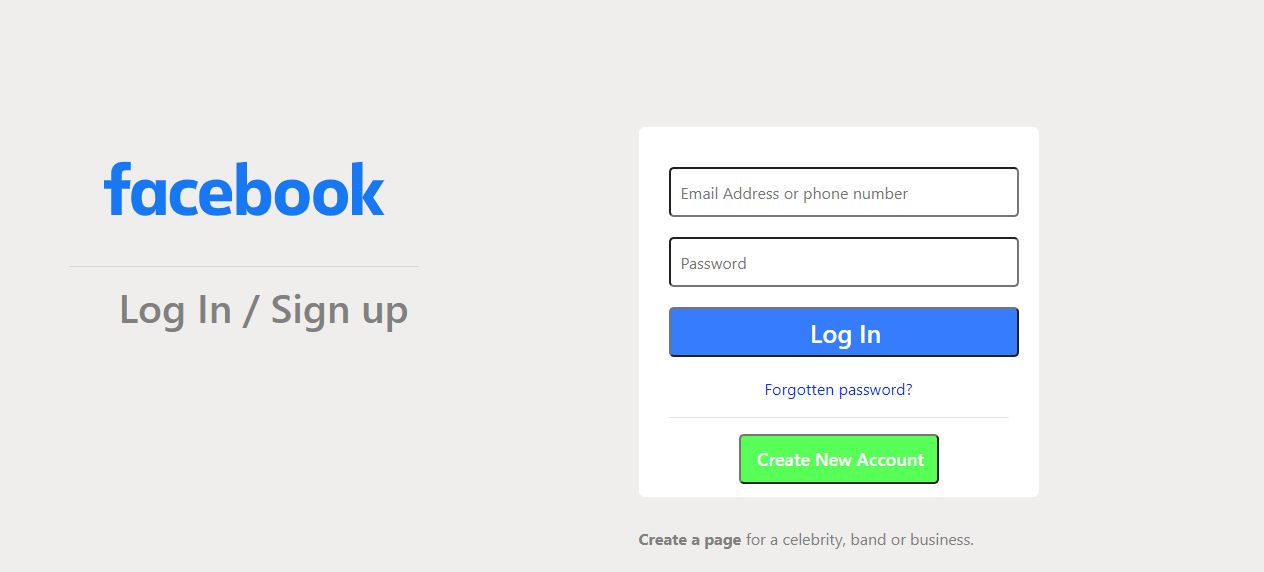 facebook
Log In / Sign up
Email Address or phone number
Password
Log In
Forgotten password?
Create New Account
Create a page for a celebrity, band or business.